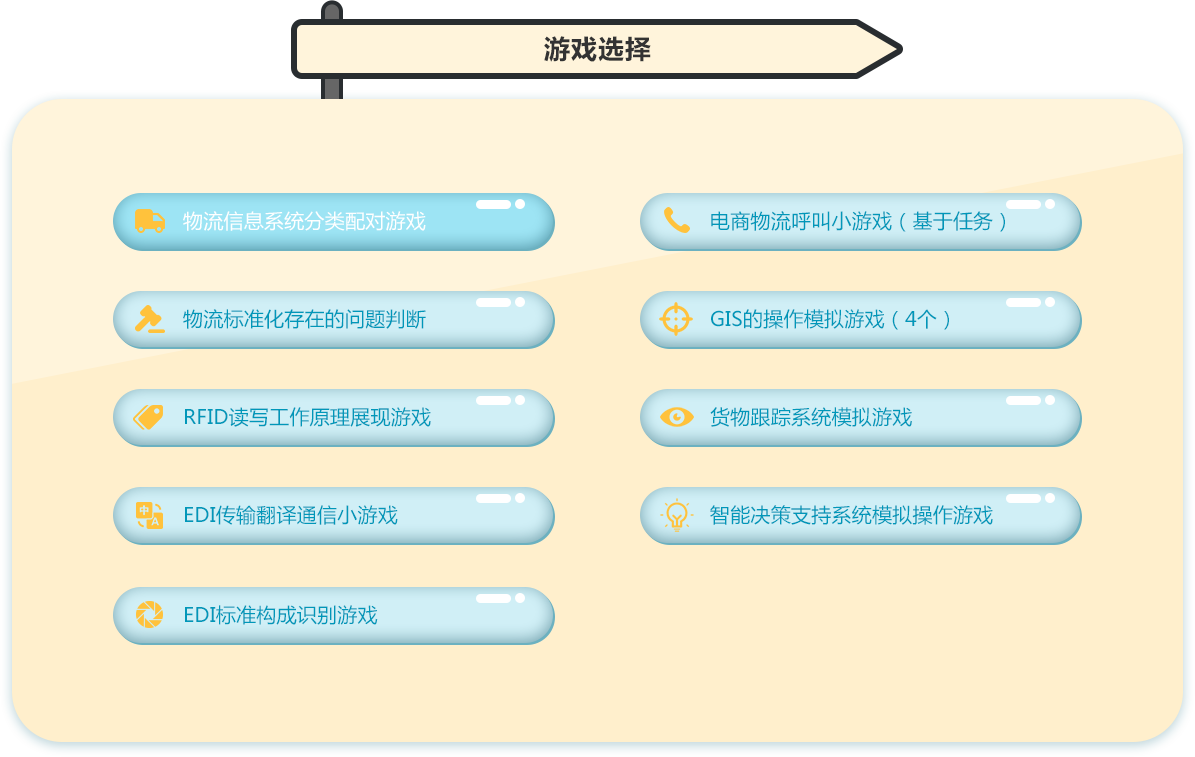 游戏选择
物流信息系统分类配对游戏
电商物流呼叫小游戏（基于任务）
物流标准化存在的问题判断
GIS的操作模拟游戏（4个）
RFID读写工作原理展现游戏
货物跟踪系统模拟游戏
中
A
EDI传输翻译通信小游戏
智能决策支持系统模拟操作游戏
EDI标准构成识别游戏